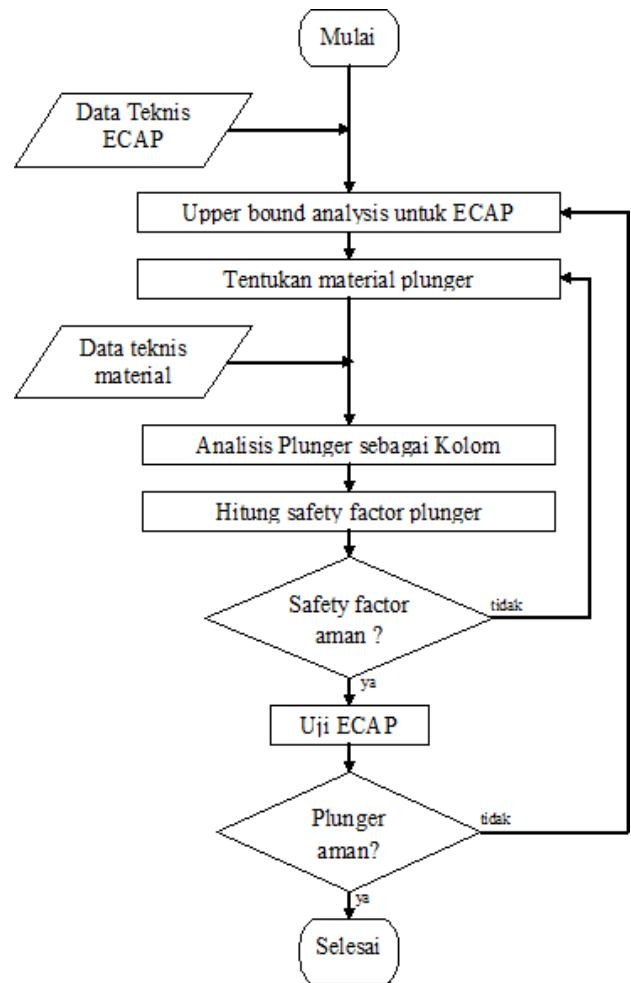 Mulai
Data Teknis
ECAP
Upper bound analysis untuk ECAP
Tentukan material plunger
Data teknis
material
Analisis Plunger sebagai Kolom
Hitung safety factor plunger
Safety factor
aman ?
tidak
ya
Uji ECAP
Plunger
aman?
tidak
ya
Selesai